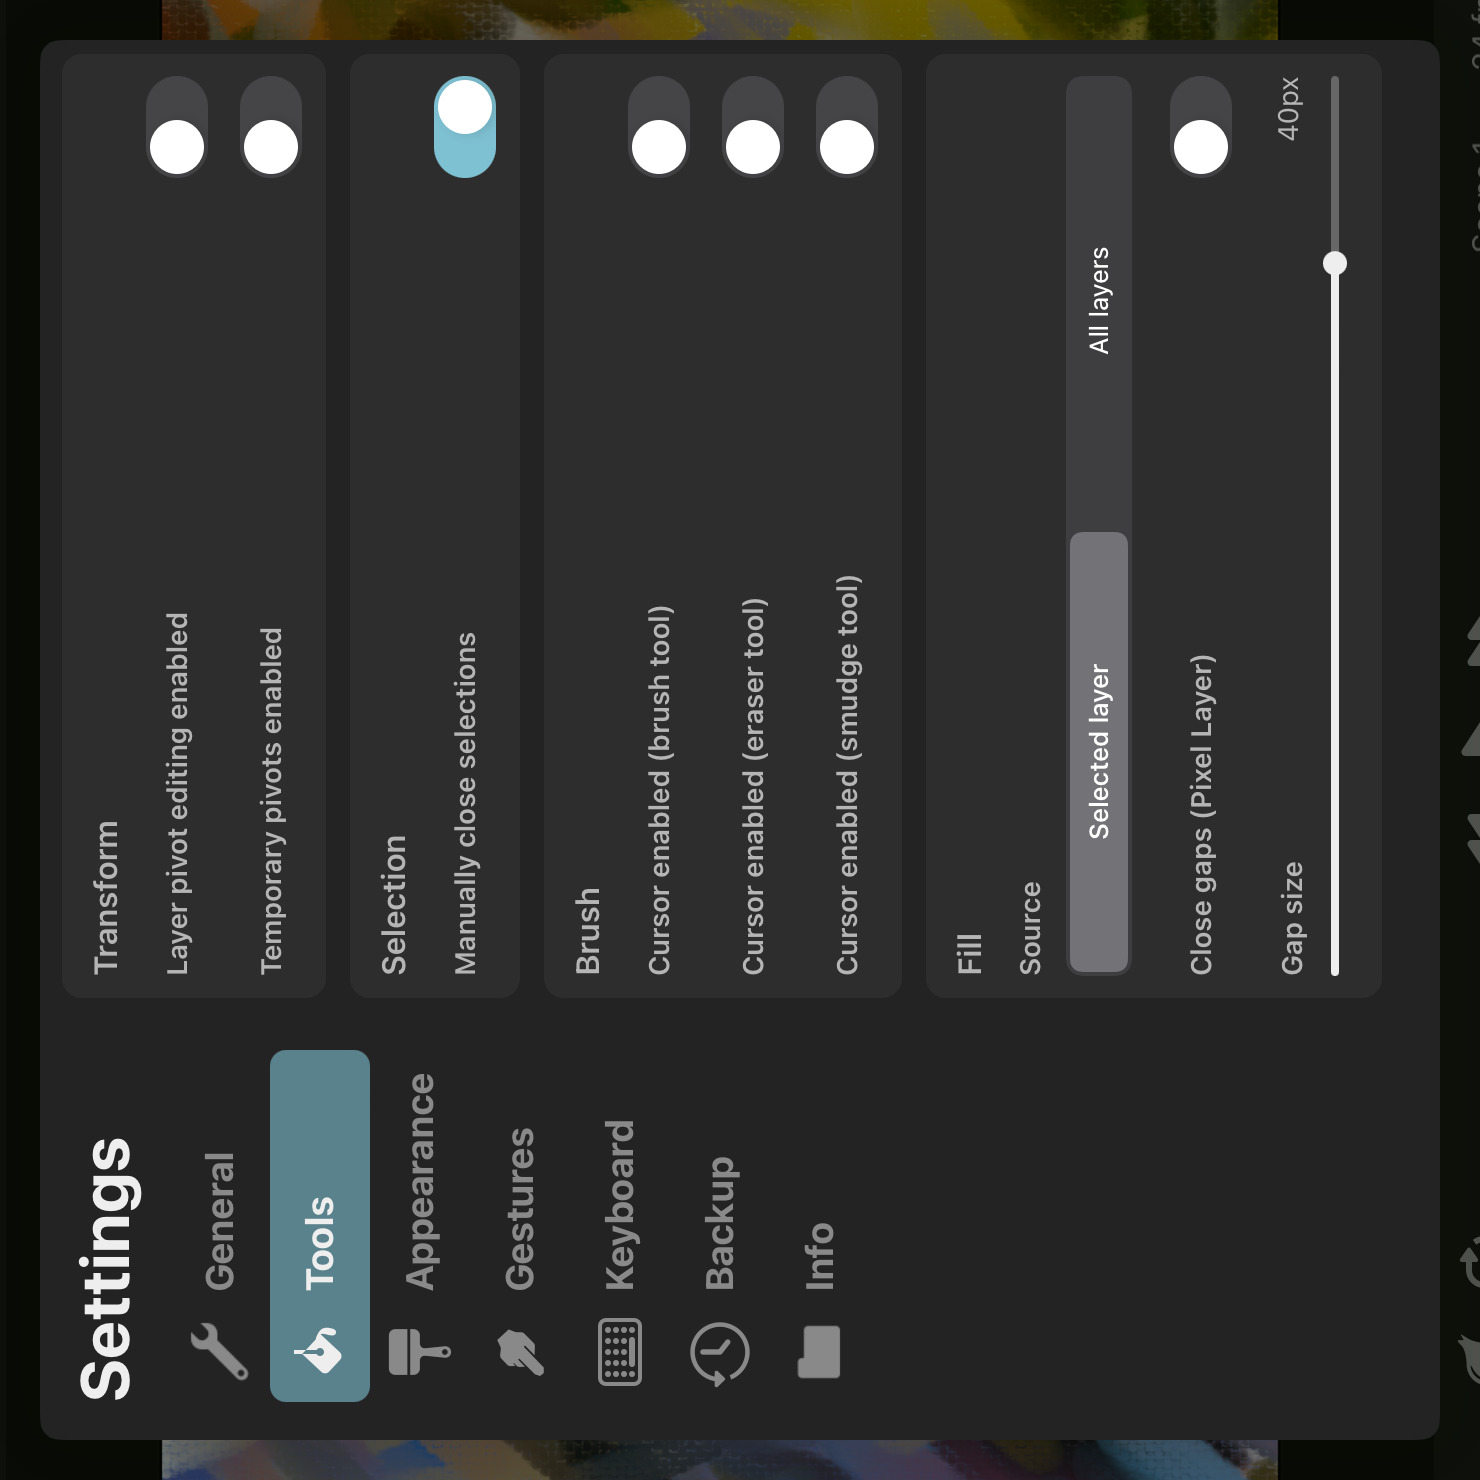 Settings
General
Tools
Appearance
Gestures
Keyboard
Backup
Info
Transform
Layer pivot editing enabled
Temporary pivots enabled
Selection
Manually close selections
Brush
Cursor enabled (brush tool)
Cursor enabled (eraser tool)
Cursor enabled (smudge tool)
Fill
Source
Selected layer All layers
Close gaps (Pixel Layer)
Gap size 40px